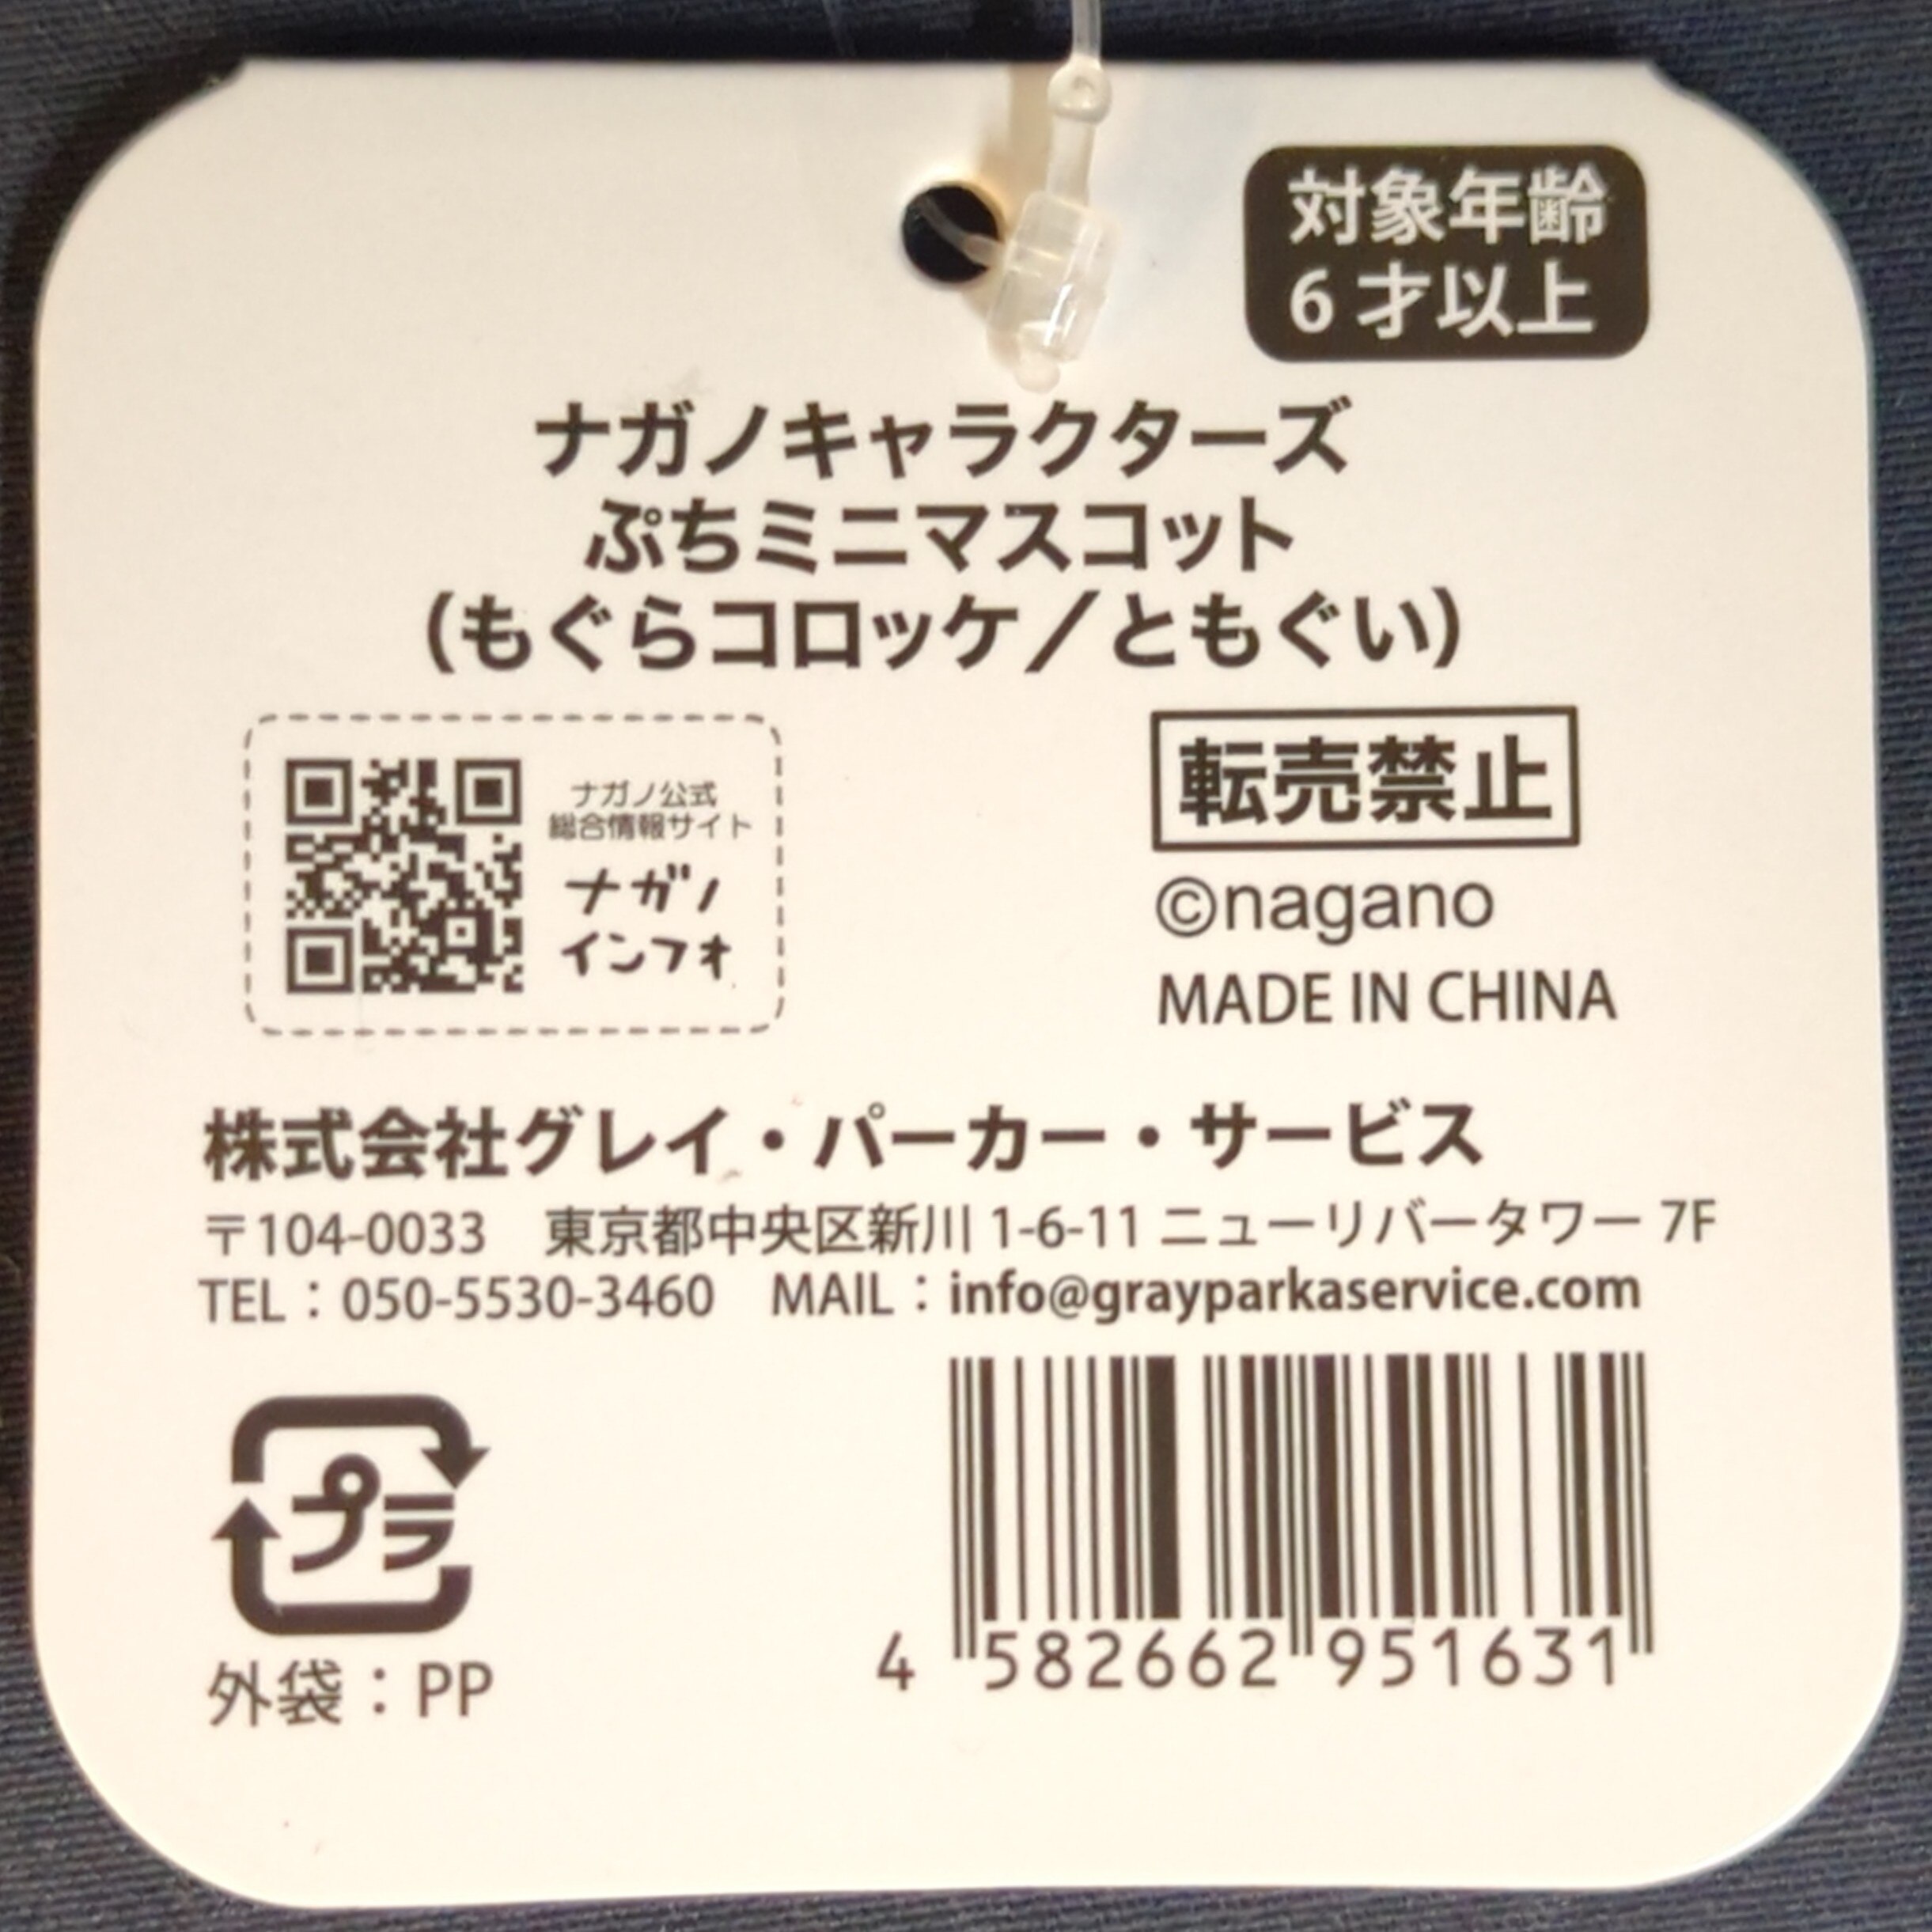 対象年齢
6才以上
ナガノキャラクターズ
ぷちミニマスコット
（もぐらコロッケ／ともぐい）
ナガノ公式
総合情報サイト
ナガノ
インフォ
転売禁止
©nagano
MADE IN CHINA
株式会社グレイ・パーカー・サービス
〒104-0033　東京都中央区新川 1-6-11 ニューリバータワー 7F
TEL：050-5530-3460　MAIL：info@grayparkaservice.com
プラ
外袋：PP
4 582662 951631